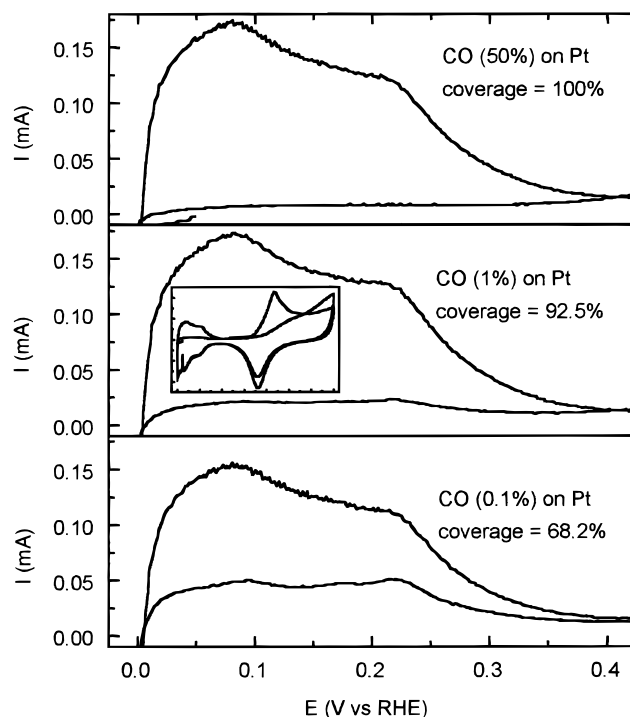 0.15
0.10
0.05
0.00
I (mA)
CO (50%) on Pt
coverage = 100%
0.15
0.10
0.05
0.00
I (mA)
CO (1%) on Pt
coverage = 92.5%
0.15
0.10
0.05
0.00
I (mA)
CO (0.1%) on Pt
coverage = 68.2%
0.0
0.1
0.2
0.3
0.4
E (V vs RHE)